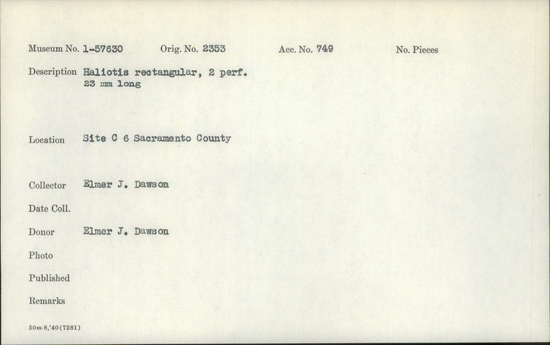 Museum No. 1-57630 Orig. No. 2353 Acc. No. 749 No. Pieces
Description Haliotis rectangular, 2 perf.
23 mm long
Location Site C 6 Sacramento County
Collector Elmer J. Dawson
Date Coll.
Donor Elmer J. Dawson
Photo
Published
Remarks
30m-8,'40(7281)